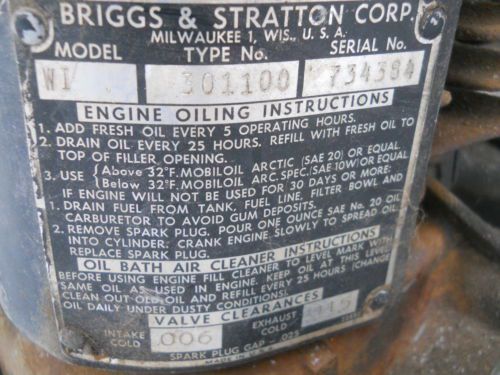 BRIGGS & STRATTON CORP.
MILWAUKEE 1, WIS., U. S. A.
MODEL TYPE No. SERIAL No.
WI 301100 734384
ENGINE OILING INSTRUCTIONS
1. ADD FRESH OIL EVERY 5 OPERATING HOURS.
2. DRAIN OIL EVERY 25 HOURS. REFILL WITH FRESH OIL TO
TOP OF FILLER OPENING.
3. USE { Above 32°F. MOBILOIL ARCTIC (SAE 20) OR EQUAL.
Below 32°F. MOBILOIL ARC. SPEC. (SAE 10W) OR EQUAL
IF ENGINE WILL NOT BE USED FOR 30 DAYS OR MORE:
1. DRAIN FUEL FROM TANK, FUEL LINE, FILTER BOWL AND
CARBURETOR TO AVOID GUM DEPOSITS.
2. REMOVE SPARK PLUG. POUR ONE OUNCE SAE No. 20 OIL
INTO CYLINDER; CRANK ENGINE SLOWLY TO SPREAD OIL.
REPLACE SPARK PLUG.
OIL BATH AIR CLEANER INSTRUCTIONS
BEFORE USING ENGINE FILL CLEANER TO LEVEL MARK WITH
SAME OIL AS USED IN ENGINE. KEEP OIL AT THIS LEVEL.
CLEAN OUT OLD OIL AND REFILL EVERY 25 HOURS (CHANGE
OIL DAILY UNDER DUSTY CONDITIONS).
VALVE CLEARANCES
INTAKE COLD .006 EXHAUST COLD
SPARK PLUG GAP - .025
MADE IN U.S.A.